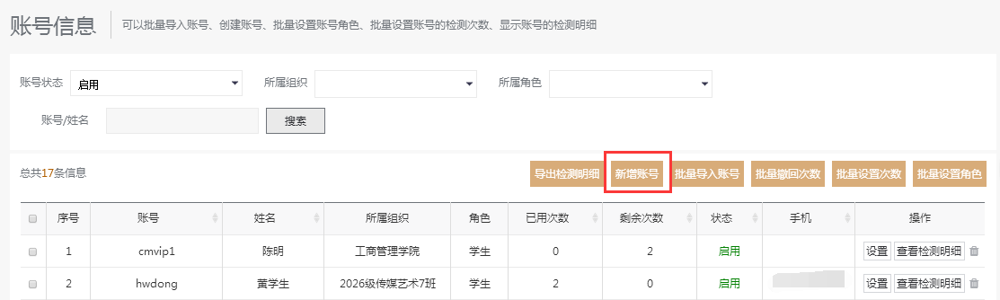 账号信息 可以批量导入账号、创建账号、批量设置账号角色、批量设置账号的检测次数、显示账号的检测明细
账号状态 启用 所属组织 所属角色
账号/姓名 搜索
总共17条信息 导出检测明细 新增账号 批量导入账号 批量撤回次数 批量设置次数 批量设置角色
序号 账号 姓名 所属组织 角色 已用次数 剩余次数 状态 手机 操作
1 cmvip1 陈明 工商管理学院 学生 0 2 启用 设置 查看检测明细
2 hwdong 黄学生 2026级传媒艺术7班 学生 2 0 启用 设置 查看检测明细